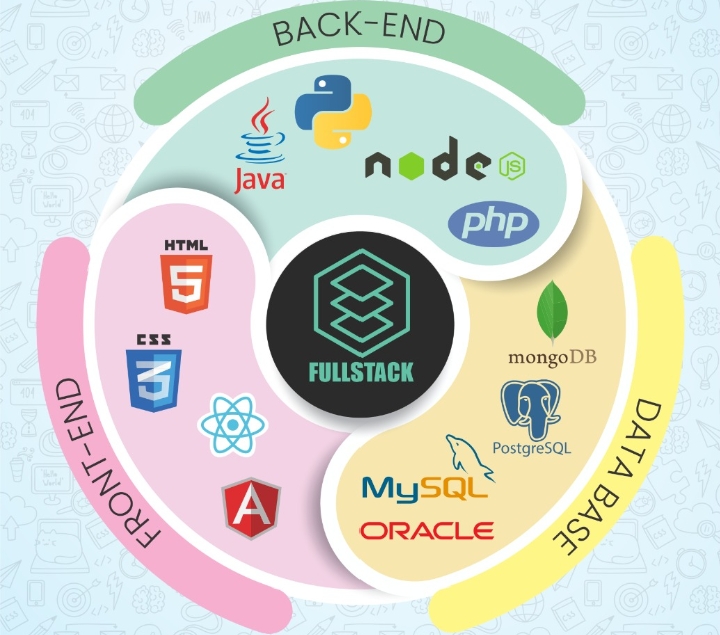 BACK-END
Java
node
JS
php
HTML
5
CSS
3
FRONT-END
A
FULLSTACK
mongoDB
PostgreSQL
MySQL
ORACLE
DATA BASE